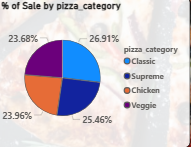 % of Sale by pizza_category
23.68%
26.91%
23.96%
25.46%
pizza_category
Classic
Supreme
Chicken
Veggie